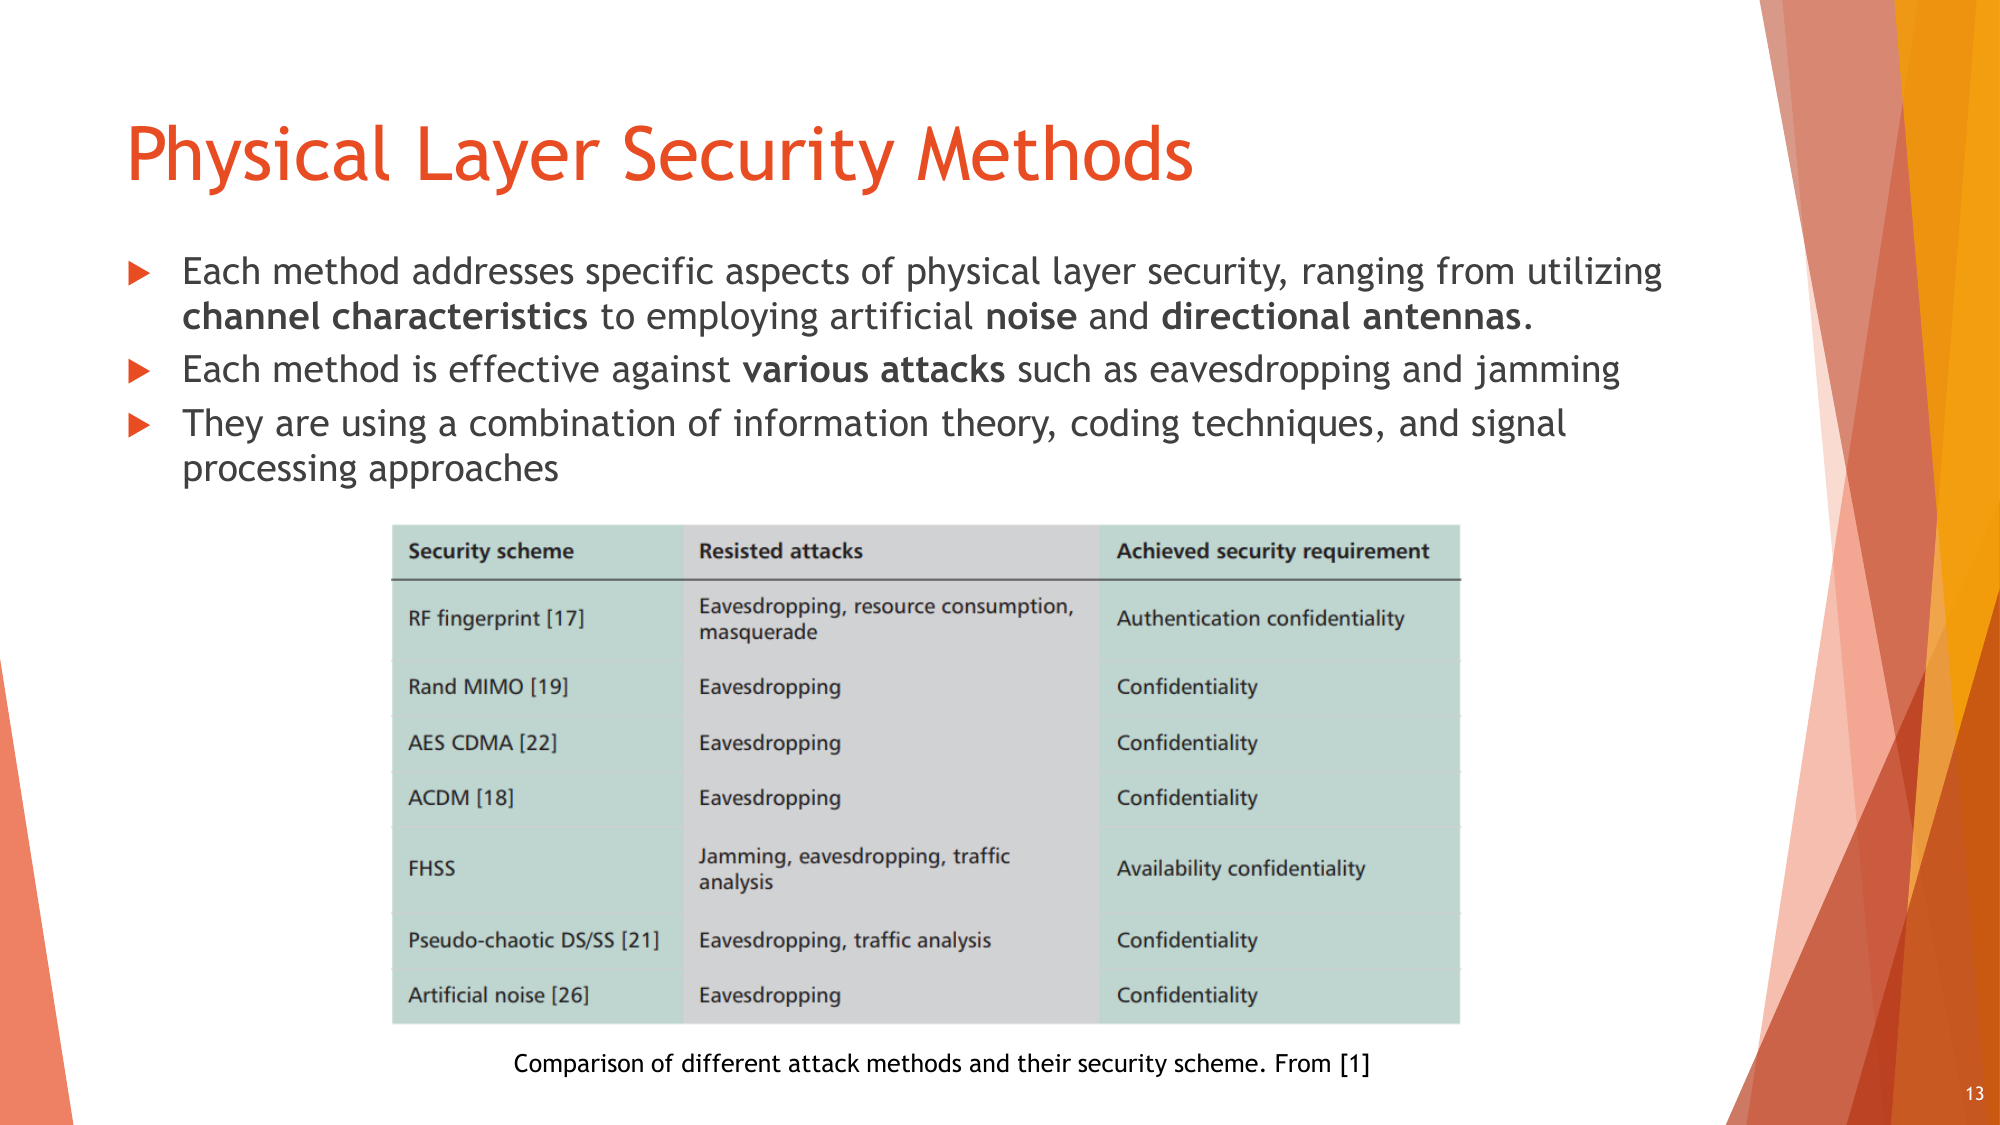 Physical Layer Security Methods
Each method addresses specific aspects of physical layer security, ranging from utilizing
channel characteristics to employing artificial noise and directional antennas.
Each method is effective against various attacks such as eavesdropping and jamming
They are using a combination of information theory, coding techniques, and signal
processing approaches
Security scheme Resisted attacks Achieved security requirement
RF fingerprint [17] Eavesdropping, resource consumption, Authentication confidentiality
masquerade
Rand MIMO [19] Eavesdropping Confidentiality
AES CDMA [22] Eavesdropping Confidentiality
ACDM [18] Eavesdropping Confidentiality
FHSS Jamming, eavesdropping, traffic Availability confidentiality
analysis
Pseudo-chaotic DS/SS [21] Eavesdropping, traffic analysis Confidentiality
Artificial noise [26] Eavesdropping Confidentiality
Comparison of different attack methods and their security scheme. From [1]
13